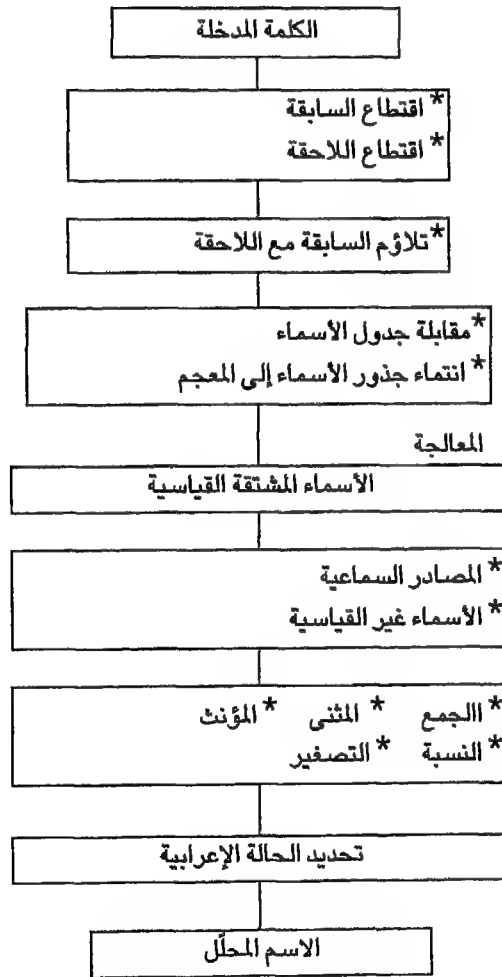 الكلمة المدخلة
* اقتطاع السابقة
* اقتطاع اللاحقة
*تلاؤم السابقة مع اللاحقة
*مقابلة جدول الأسماء
* انتماء جذور الأسماء إلى المعجم
المعالجة
الأسماء المشتقة القياسية
* المصادر السماعية
* الأسماء غير القياسية
* االجمع * المثنى * المؤنث
* النسبة * التصغير
تحديد الحالة الإعرابية
الاسم المحلّل